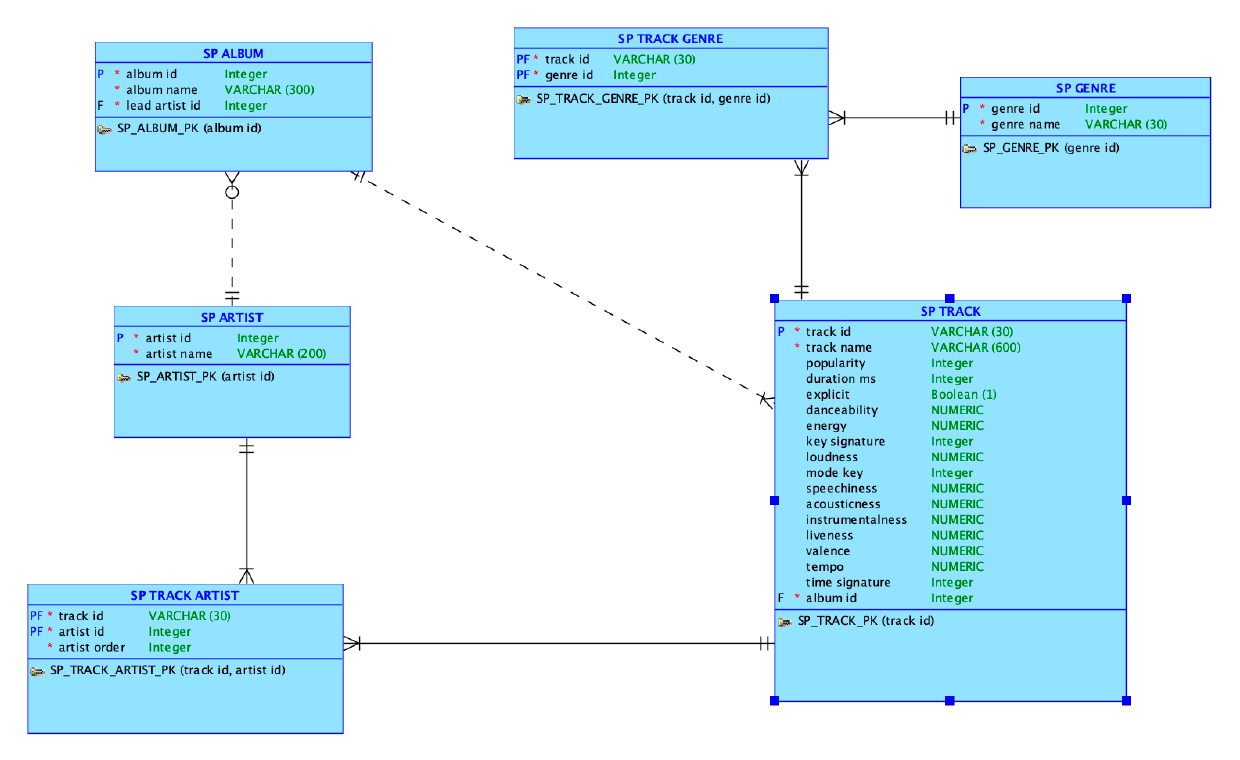 SP ALBUM
P * album id Integer
* album name VARCHAR (300)
F * lead artist id Integer
SP_ALBUM_PK (album id)
SP TRACK GENRE
PF * track id VARCHAR (30)
PF * genre id Integer
SP_TRACK_GENRE_PK (track id, genre id)
SP GENRE
P * genre id Integer
* genre name VARCHAR (30)
SP_GENRE_PK (genre id)
SP ARTIST
P * artist id Integer
* artist name VARCHAR (200)
SP_ARTIST_PK (artist id)
SP TRACK
P * track id VARCHAR (30)
* track name VARCHAR (600)
popularity Integer
duration ms Integer
explicit Boolean (1)
danceability NUMERIC
energy NUMERIC
key signature Integer
loudness NUMERIC
mode key Integer
speechiness NUMERIC
acousticness NUMERIC
instrumentalness NUMERIC
liveness NUMERIC
valence NUMERIC
tempo NUMERIC
time signature Integer
F * album id Integer
SP_TRACK_PK (track id)
SP TRACK ARTIST
PF * track id VARCHAR (30)
PF * artist id Integer
* artist order Integer
SP_TRACK_ARTIST_PK (track id, artist id)